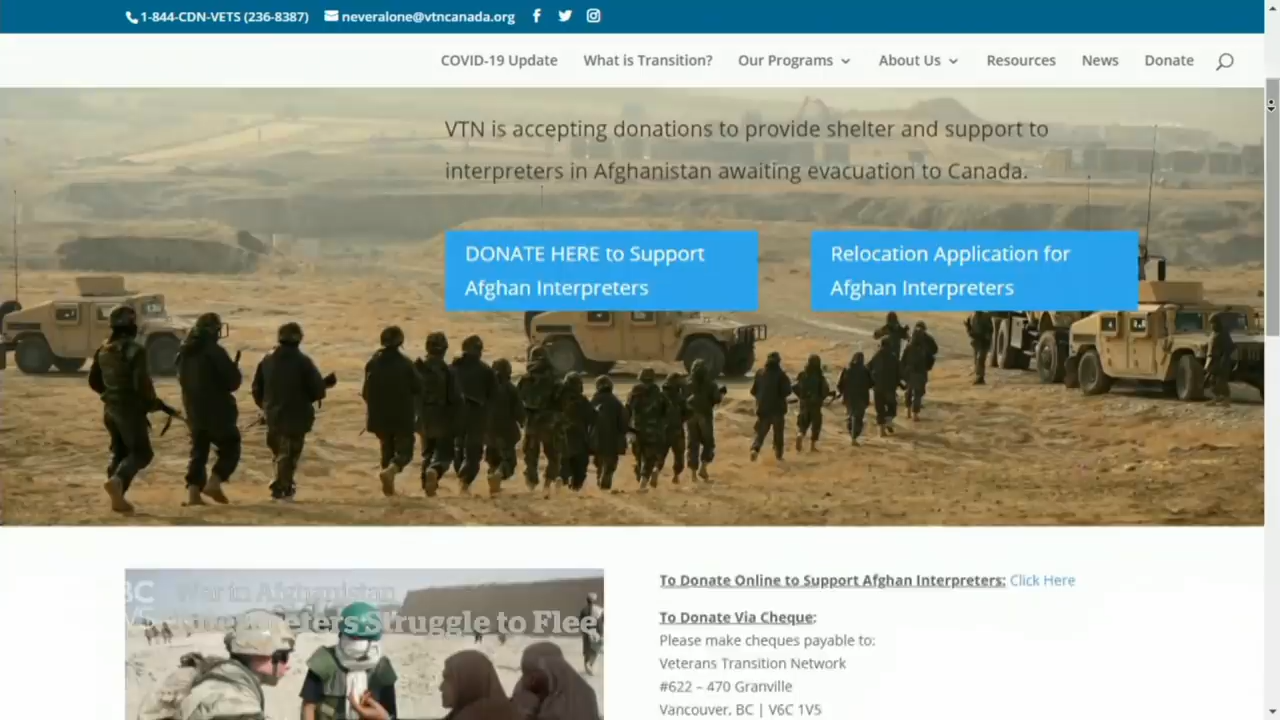 1-844-CDN-VETS (236-8387) neveralone@vtncanada.org
COVID-19 Update What is Transition? Our Programs About Us Resources News Donate
VTN is accepting donations to provide shelter and support to
interpreters in Afghanistan awaiting evacuation to Canada.
DONATE HERE to Support
Afghan Interpreters
Relocation Application for
Afghan Interpreters
War in Afghanistan
Struggle to Flee
To Donate Online to Support Afghan Interpreters: Click Here
To Donate Via Cheque:
Please make cheques payable to:
Veterans Transition Network
#622 – 470 Granville
Vancouver, BC | V6C 1V5